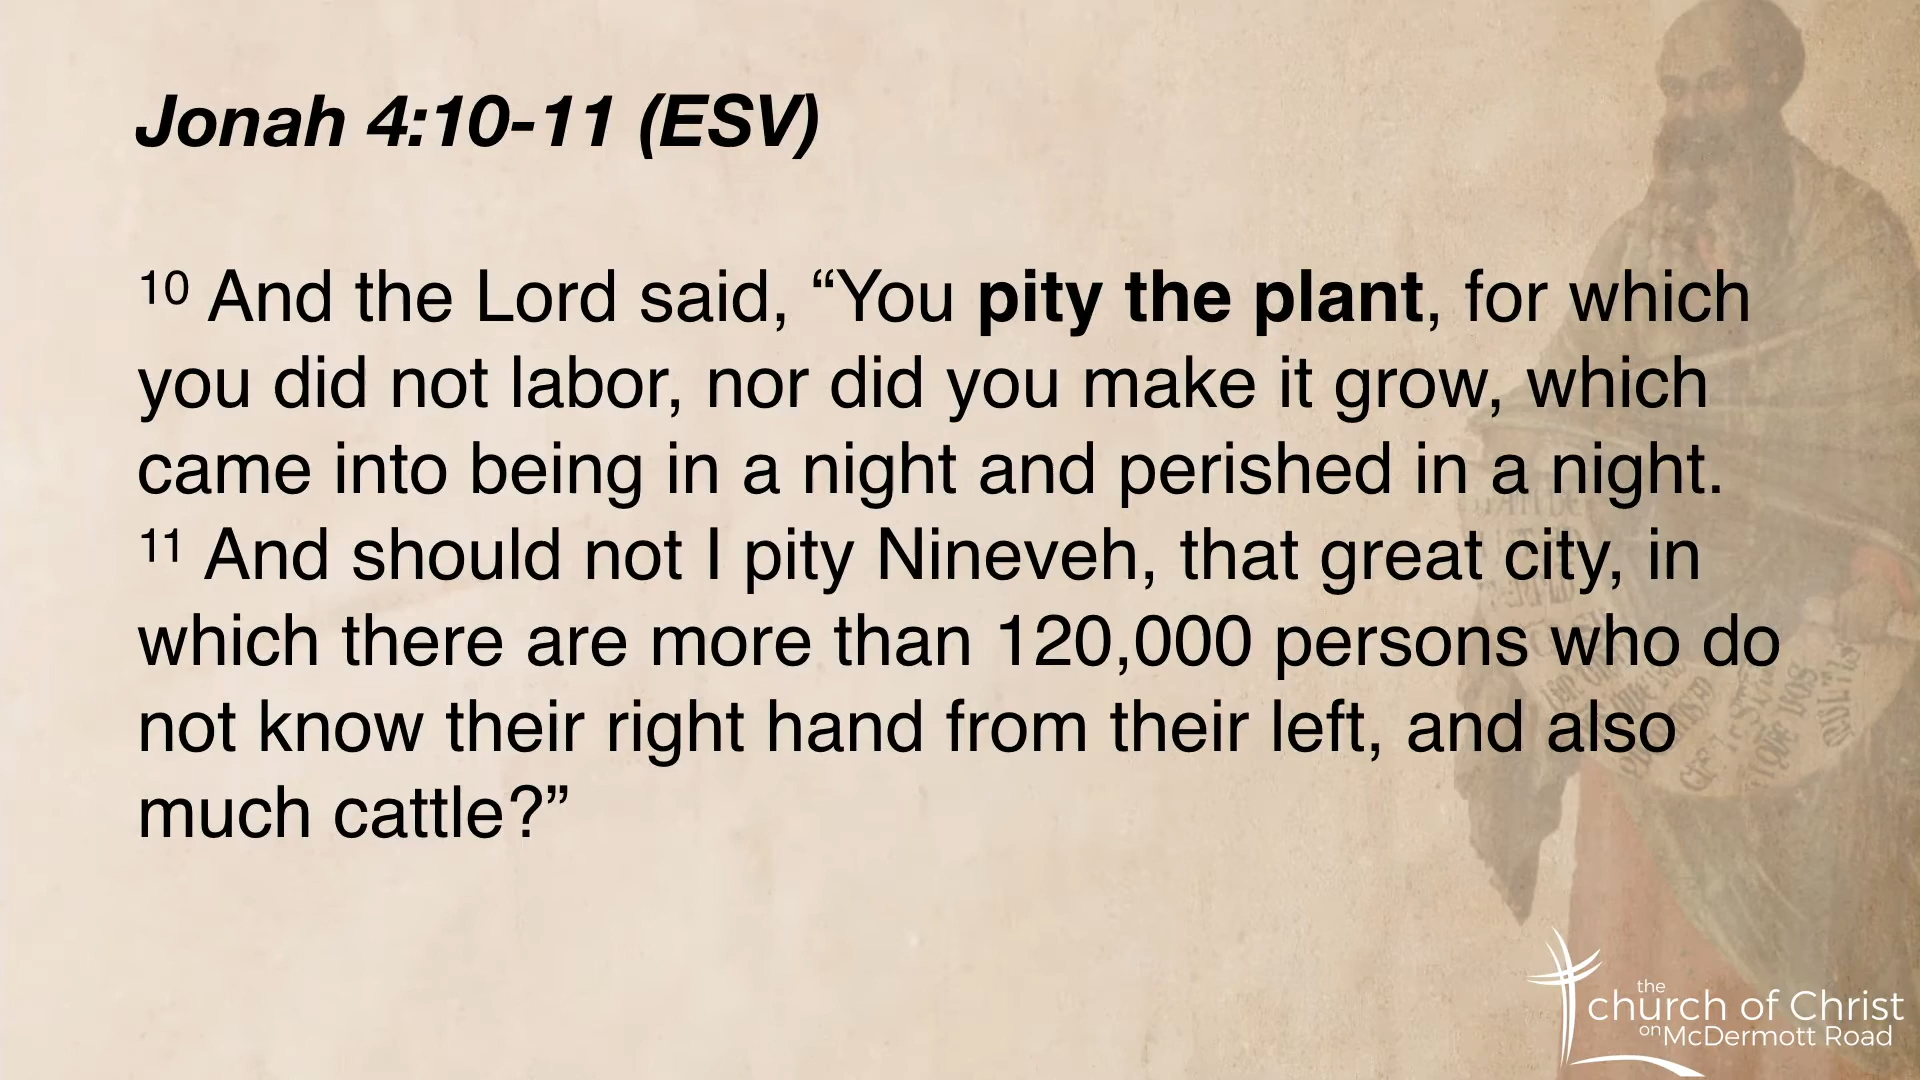 Jonah 4:10-11 (ESV)
10 And the Lord said, “You pity the plant, for which
you did not labor, nor did you make it grow, which
came into being in a night and perished in a night.
11 And should not I pity Nineveh, that great city, in
which there are more than 120,000 persons who do
not know their right hand from their left, and also
much cattle?”
the
church of Christ
on McDermott Road